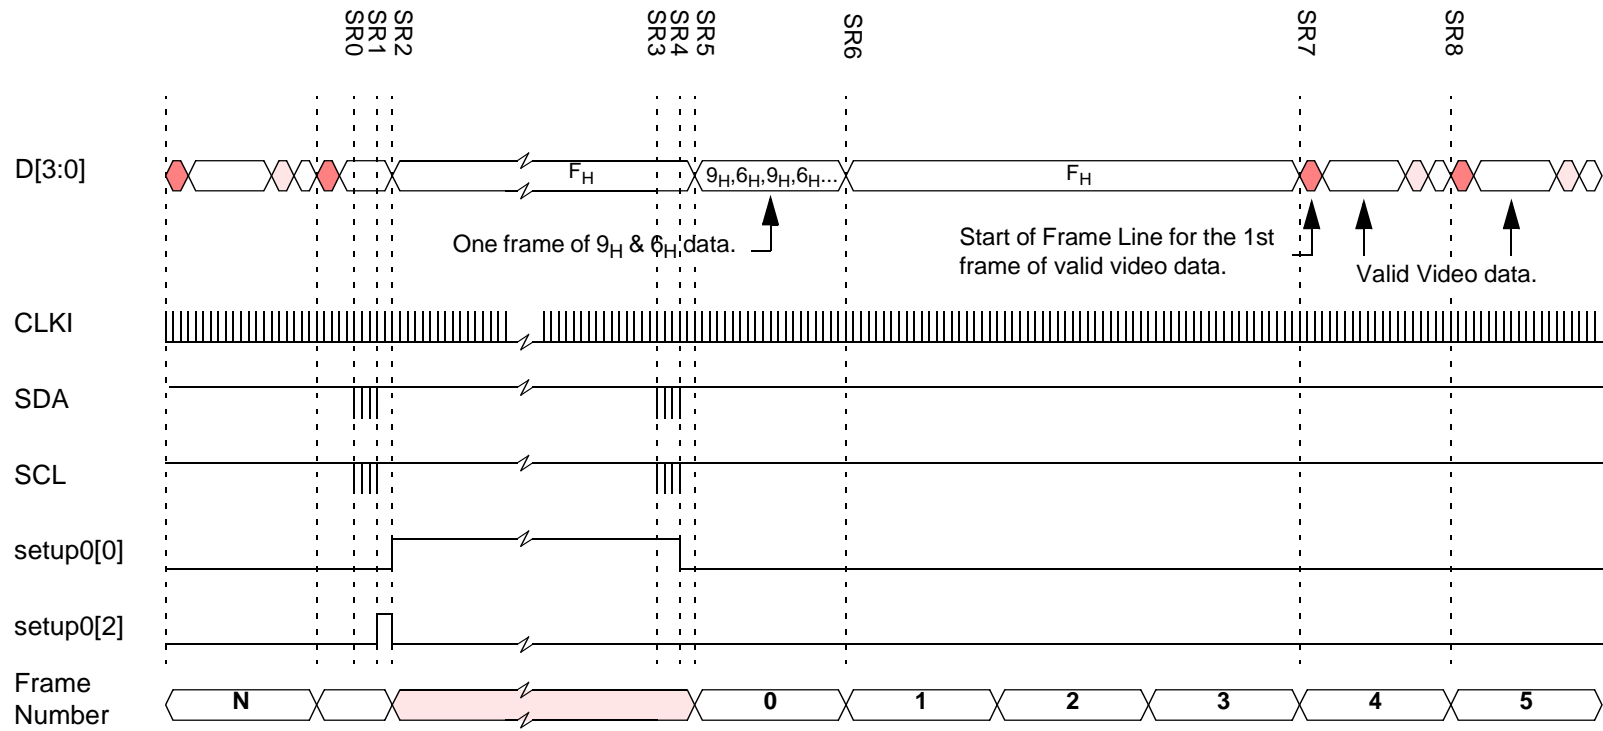 SR0
SR1
SR2
SR3
SR4
SR5
SR6
SR7
SR8
D[3:0]
FH
9H,6H,9H,6H...
FH
One frame of 9H & 6H data.
Start of Frame Line for the 1st
frame of valid video data.
Valid Video data.
CLKI
SDA
SCL
setup0[0]
setup0[2]
Frame
Number
N
0
1
2
3
4
5